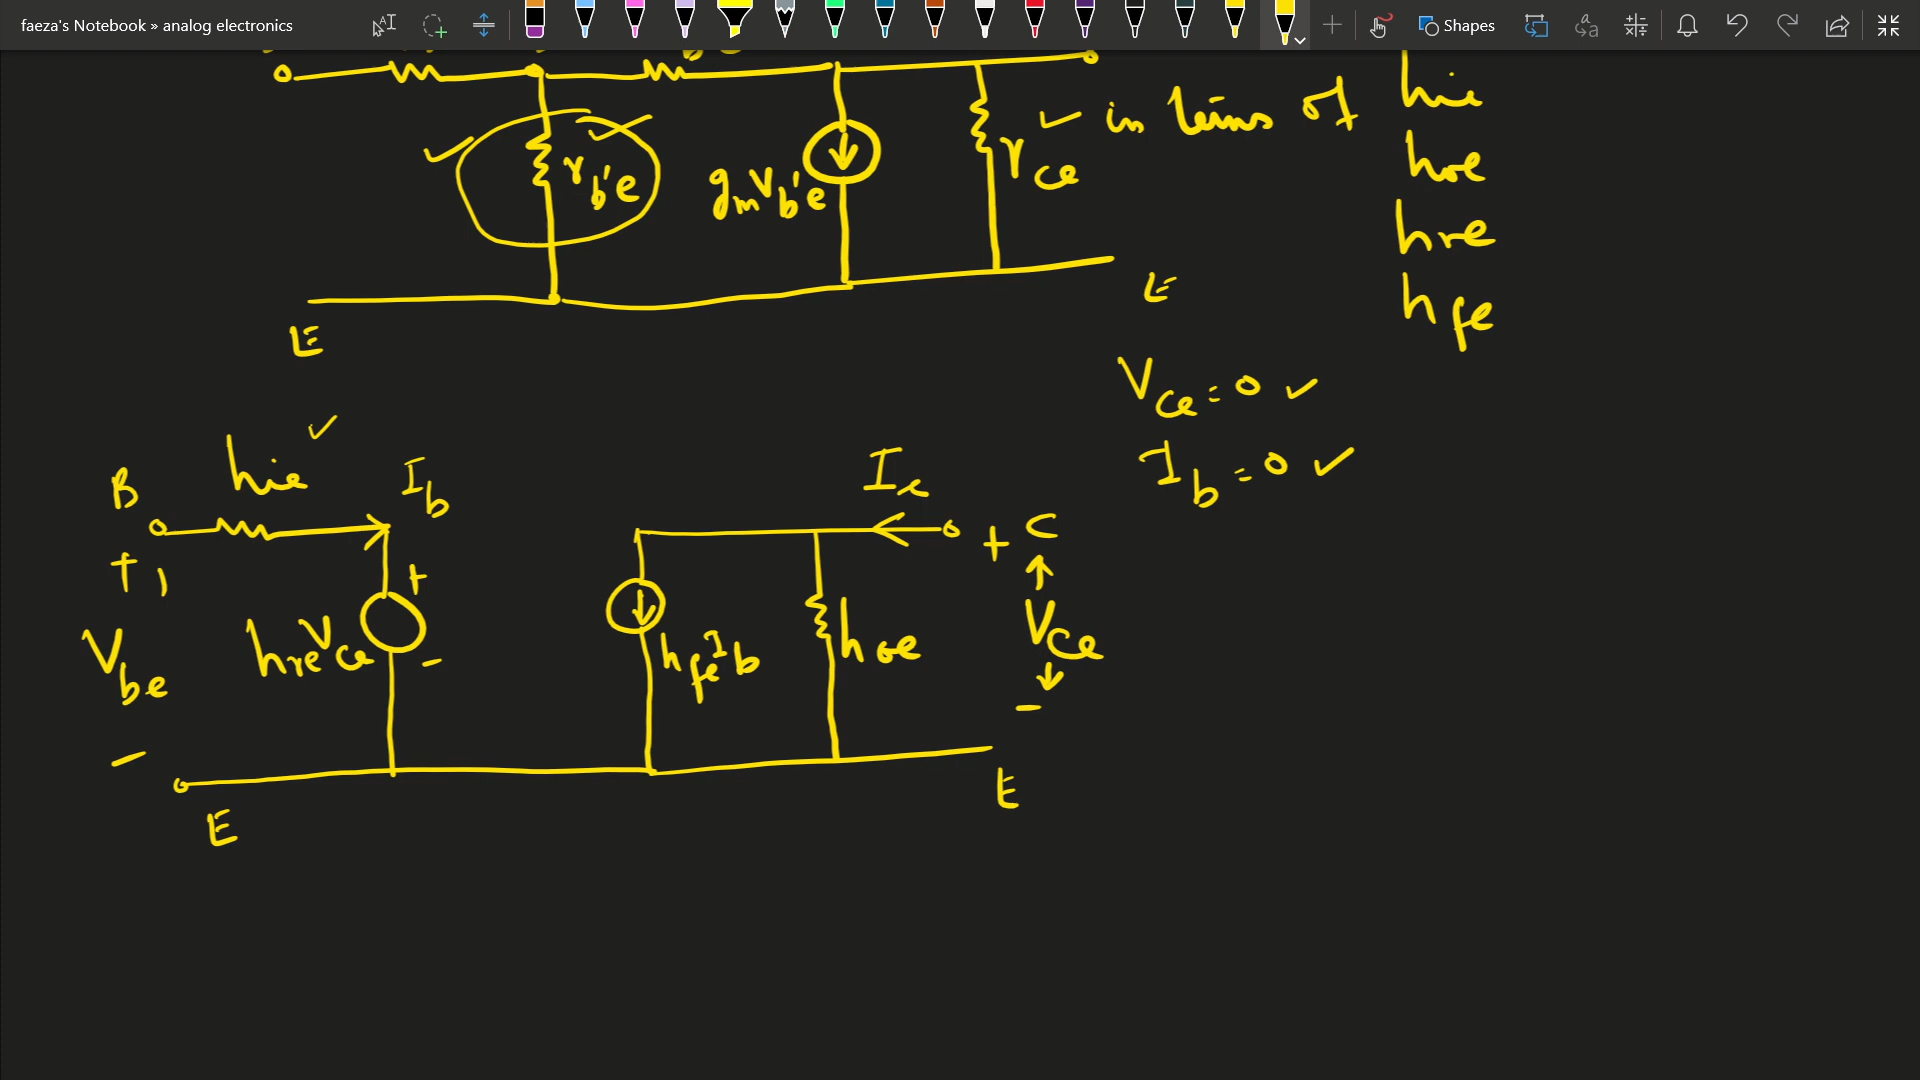 faeza's Notebook » analog electronics
Shapes
r b'e
gm V b'e
r ce
in terms of
hie
hoe
hre
hfe
E
E
Vce = 0
Ib = 0
B
hie
Ib
Ic
+
C
+
+
Vbe
hre Vce
-
hfe Ib
hoe
Vce
-
-
E
E